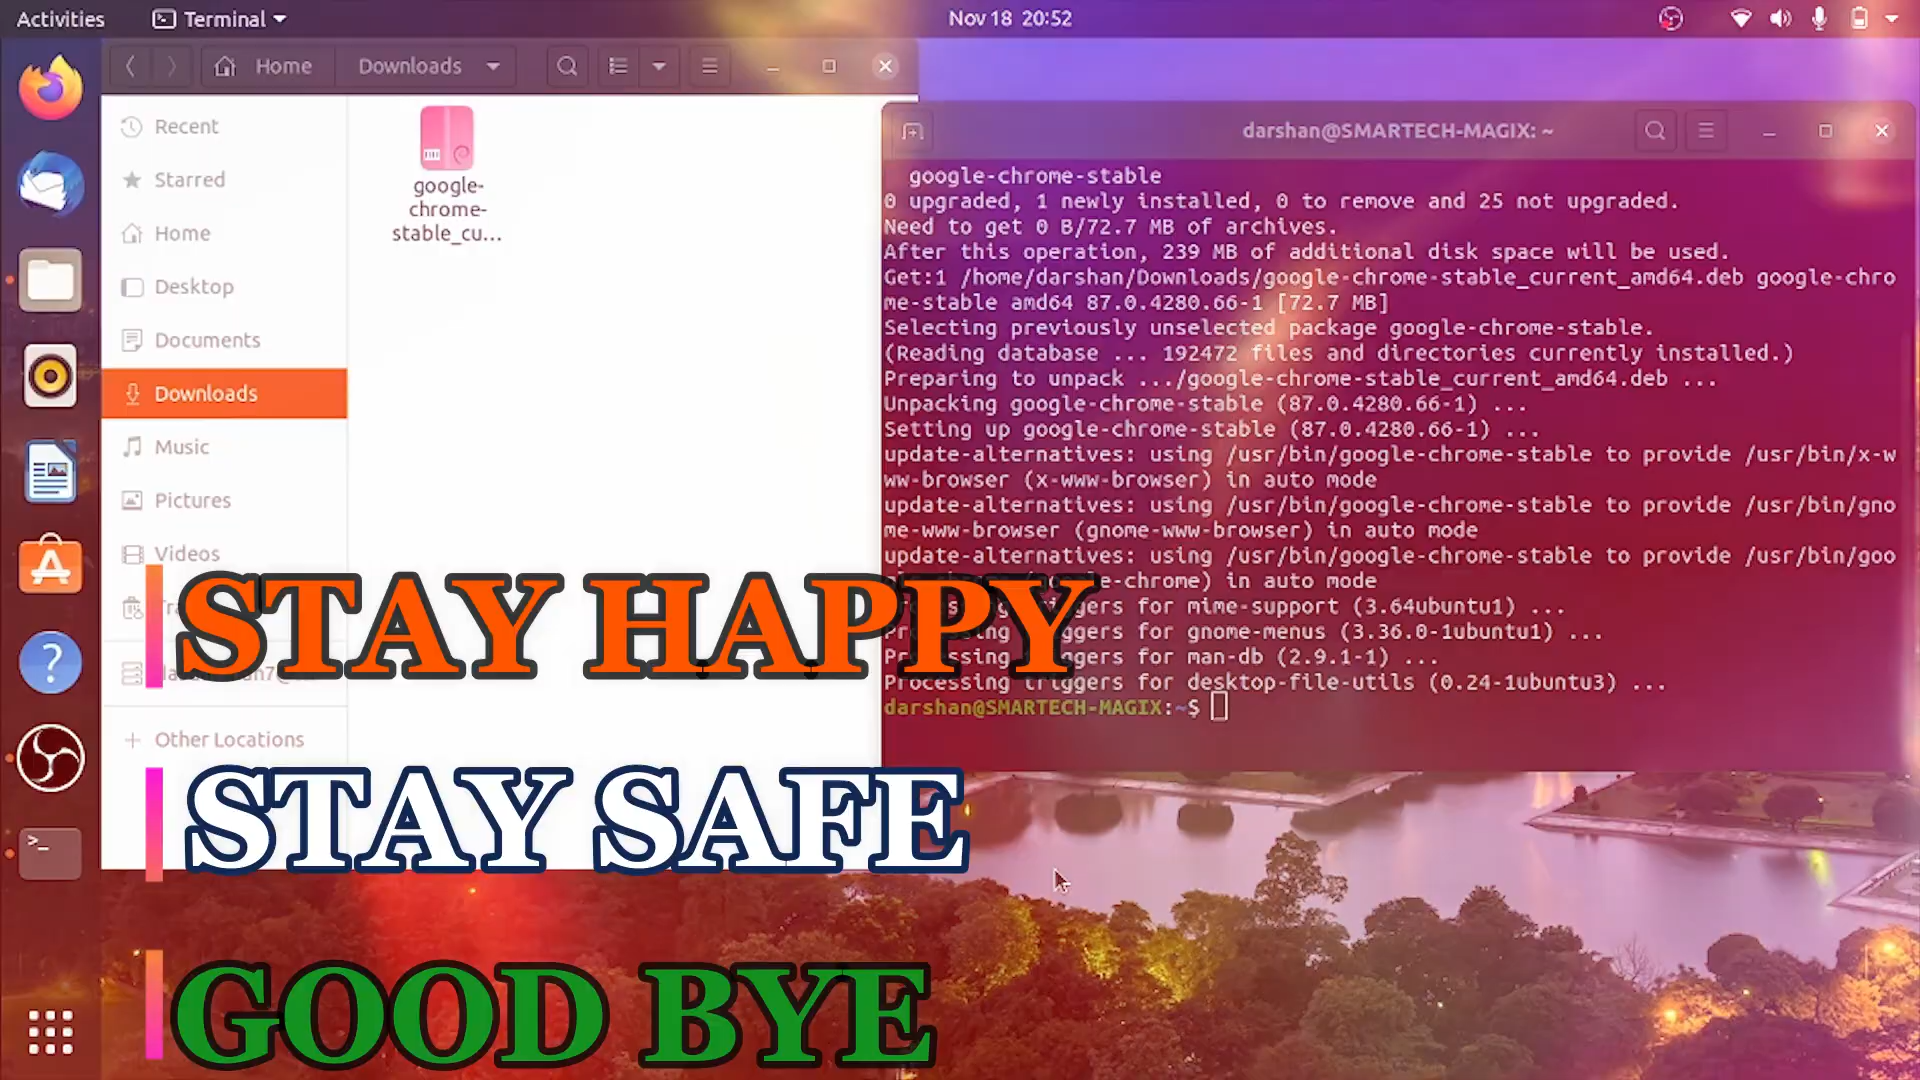 Activities
Terminal
Nov 18 20:52
Home
Downloads
Recent
Starred
Home
Desktop
Documents
Downloads
Music
Pictures
Videos
Other Locations
google-
chrome-
stable_cu...
darshan@SMARTECH-MAGIX: ~
google-chrome-stable
0 upgraded, 1 newly installed, 0 to remove and 25 not upgraded.
Need to get 0 B/72.7 MB of archives.
After this operation, 239 MB of additional disk space will be used.
Get:1 /home/darshan/Downloads/google-chrome-stable_current_amd64.deb google-chro
me-stable amd64 87.0.4280.66-1 [72.7 MB]
Selecting previously unselected package google-chrome-stable.
(Reading database ... 192472 files and directories currently installed.)
Preparing to unpack .../google-chrome-stable_current_amd64.deb ...
Unpacking google-chrome-stable (87.0.4280.66-1) ...
Setting up google-chrome-stable (87.0.4280.66-1) ...
update-alternatives: using /usr/bin/google-chrome-stable to provide /usr/bin/x-w
ww-browser (x-www-browser) in auto mode
update-alternatives: using /usr/bin/google-chrome-stable to provide /usr/bin/gno
me-www-browser (gnome-www-browser) in auto mode
update-alternatives: using /usr/bin/google-chrome-stable to provide /usr/bin/goo
in auto mode
triggers for mime-support (3.64ubuntu1) ...
triggers for gnome-menus (3.36.0-1ubuntu1) ...
Processing triggers for man-db (2.9.1-1) ...
Processing triggers for desktop-file-utils (0.24-1ubuntu3) ...
darshan@SMARTECH-MAGIX:~$
STAY HAPPY
STAY SAFE
GOOD BYE